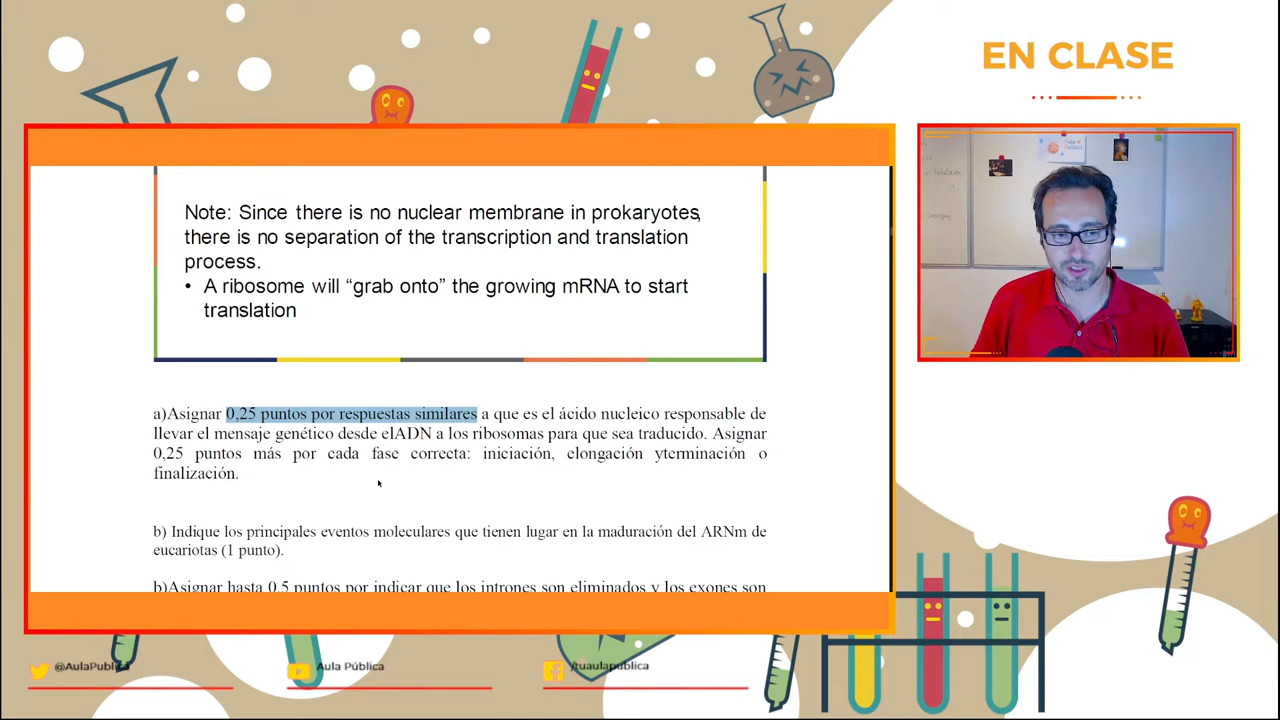 EN CLASE
Note: Since there is no nuclear membrane in prokaryotes,
there is no separation of the transcription and translation
process.
• A ribosome will “grab onto” the growing mRNA to start
translation
a)Asignar 0,25 puntos por respuestas similares a que es el ácido nucleico responsable de
llevar el mensaje genético desde elADN a los ribosomas para que sea traducido. Asignar
0,25 puntos más por cada fase correcta: iniciación, elongación yterminación o
finalización.
b) Indique los principales eventos moleculares que tienen lugar en la maduración del ARNm de
eucariotas (1 punto).
b)Asignar hasta 0,5 puntos por indicar que los intrones son eliminados y los exones son
@AulaPublica
Aula Pública
/tuaulapublica